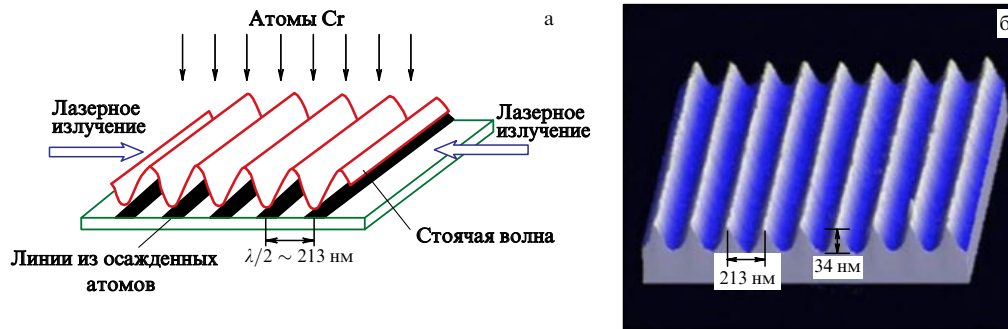 Атомы Cr
а
Лазерное
излучение
Лазерное
излучение
Стоячая волна
Линии из осажденных
атомов
λ/2 ~ 213 нм
б
213 нм
34 нм